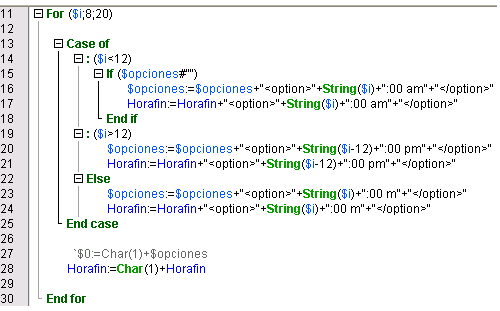 11 For ($i;8;20)
12
13 Case of
14 : ($i<12)
15 If ($opciones#"")
16 $opciones:=$opciones+"<option>"+String($i)+":00 am"+"</option>"
17 Horafin:=Horafin+"<option>"+String($i)+":00 am"+"</option>"
18 End if
19 : ($i>12)
20 $opciones:=$opciones+"<option>"+String($i-12)+":00 pm"+"</option>"
21 Horafin:=Horafin+"<option>"+String($i-12)+":00 pm"+"</option>"
22 Else
23 $opciones:=$opciones+"<option>"+String($i)+":00 m"+"</option>"
24 Horafin:=Horafin+"<option>"+String($i)+":00 m"+"</option>"
25 End case
26
27 `$0:=Char(1)+$opciones
28 Horafin:=Char(1)+Horafin
29
30 End for